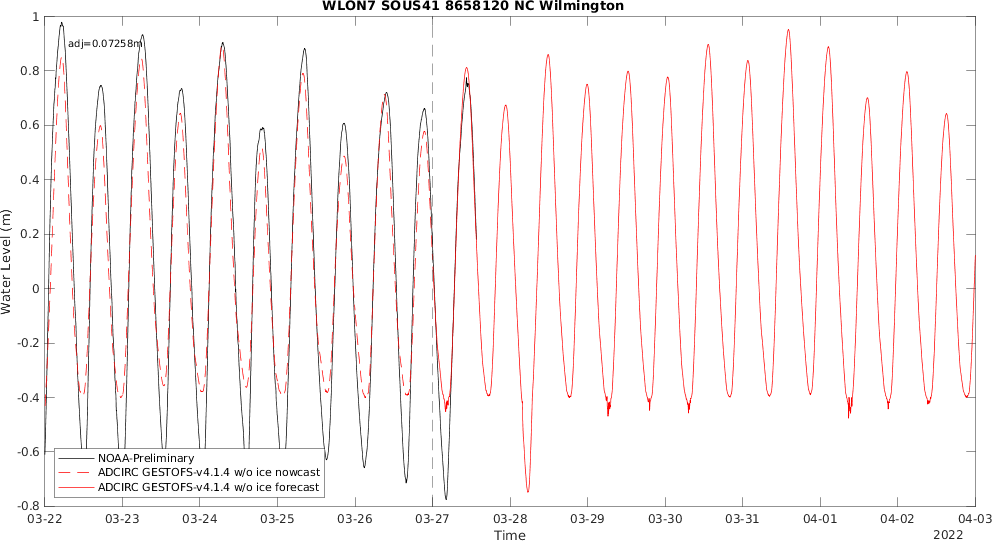 WLON7 SOUS41 8658120 NC Wilmington
adj=0.07258m
Water Level (m)
1
0.8
0.6
0.4
0.2
0
-0.2
-0.4
-0.6
-0.8
NOAA-Preliminary
ADCIRC GESTOFS-v4.1.4 w/o ice nowcast
ADCIRC GESTOFS-v4.1.4 w/o ice forecast
03-22 03-23 03-24 03-25 03-26 03-27 03-28 03-29 03-30 03-31 04-01 04-02 04-03
Time
2022